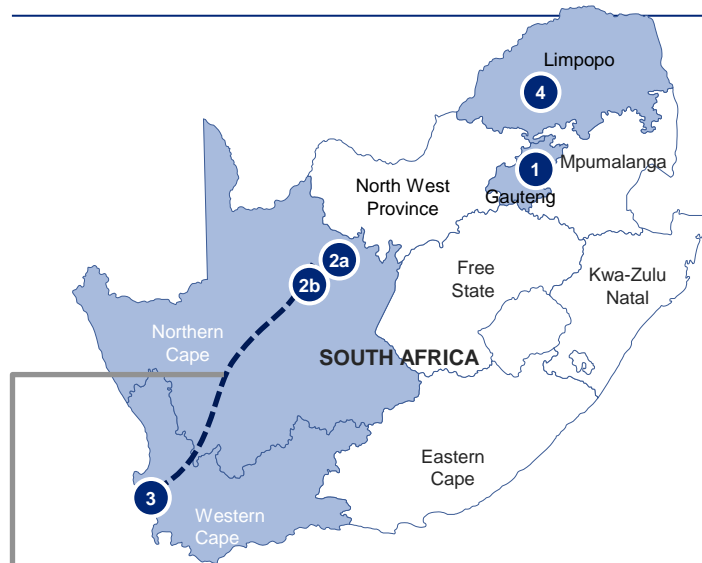 Limpopo
4
1
Mpumalanga
North West
Province
Gauteng
2a
2b
Free
State
Kwa-Zulu
Natal
Northern
Cape
SOUTH AFRICA
Eastern
Cape
3
Western
Cape